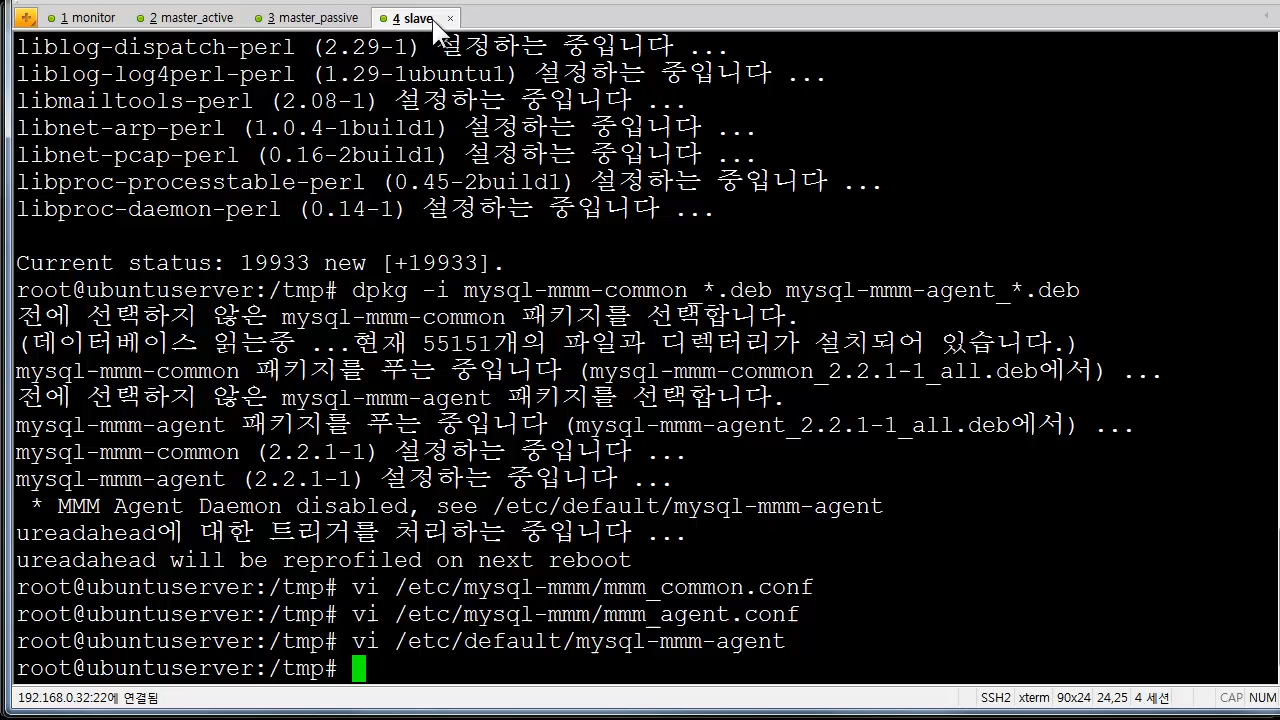 1 monitor 2 master_active 3 master_passive 4 slave
liblog-dispatch-perl (2.29-1) 설정하는 중입니다 ...
liblog-log4perl-perl (1.29-1ubuntu1) 설정하는 중입니다 ...
libmailtools-perl (2.08-1) 설정하는 중입니다 ...
libnet-arp-perl (1.0.4-1build1) 설정하는 중입니다 ...
libnet-pcap-perl (0.16-2build1) 설정하는 중입니다 ...
libproc-processtable-perl (0.45-2build1) 설정하는 중입니다 ...
libproc-daemon-perl (0.14-1) 설정하는 중입니다 ...
Current status: 19933 new [+19933].
root@ubuntuserver:/tmp# dpkg -i mysql-mmm-common_*.deb mysql-mmm-agent_*.deb
전에 선택하지 않은 mysql-mmm-common 패키지를 선택합니다.
(데이터베이스 읽는중 ...현재 55151개의 파일과 디렉터리가 설치되어 있습니다.)
mysql-mmm-common 패키지를 푸는 중입니다 (mysql-mmm-common_2.2.1-1_all.deb에서) ...
전에 선택하지 않은 mysql-mmm-agent 패키지를 선택합니다.
mysql-mmm-agent 패키지를 푸는 중입니다 (mysql-mmm-agent_2.2.1-1_all.deb에서) ...
mysql-mmm-common (2.2.1-1) 설정하는 중입니다 ...
mysql-mmm-agent (2.2.1-1) 설정하는 중입니다 ...
 * MMM Agent Daemon disabled, see /etc/default/mysql-mmm-agent
ureadahead에 대한 트리거를 처리하는 중입니다 ...
ureadahead will be reprofiled on next reboot
root@ubuntuserver:/tmp# vi /etc/mysql-mmm/mmm_common.conf
root@ubuntuserver:/tmp# vi /etc/mysql-mmm/mmm_agent.conf
root@ubuntuserver:/tmp# vi /etc/default/mysql-mmm-agent
root@ubuntuserver:/tmp#
192.168.0.32:22에 연결됨 SSH2 xterm 90x24 24,25 4 세션 CAP NUM